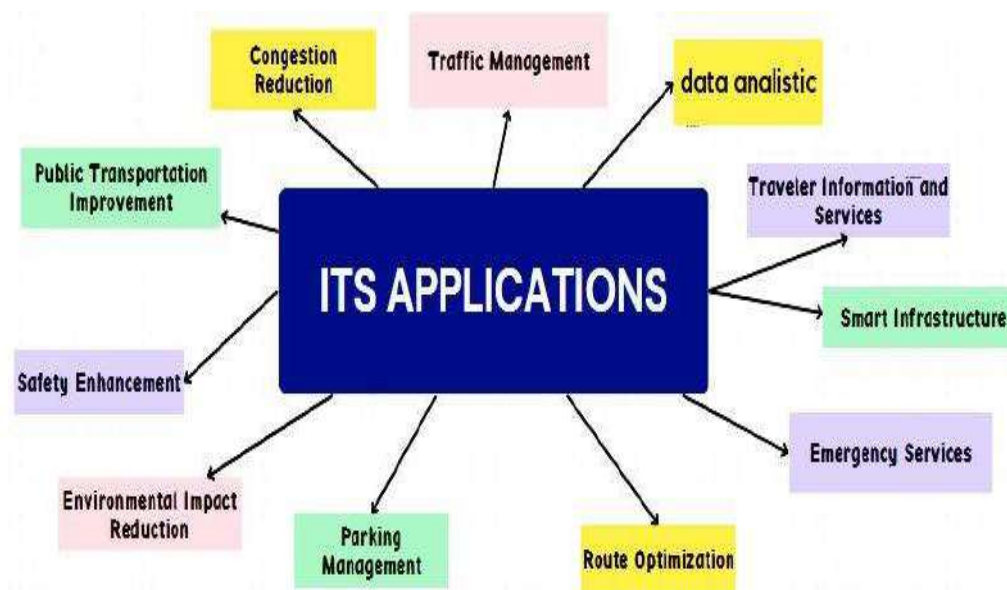 Congestion
Reduction
Traffic Management
data analistic
Public Transportation
Improvement
Traveler Information and
Services
ITS APPLICATIONS
Smart Infrastructure
Safety Enhancement
Emergency Services
Environmental Impact
Reduction
Parking
Management
Route Optimization